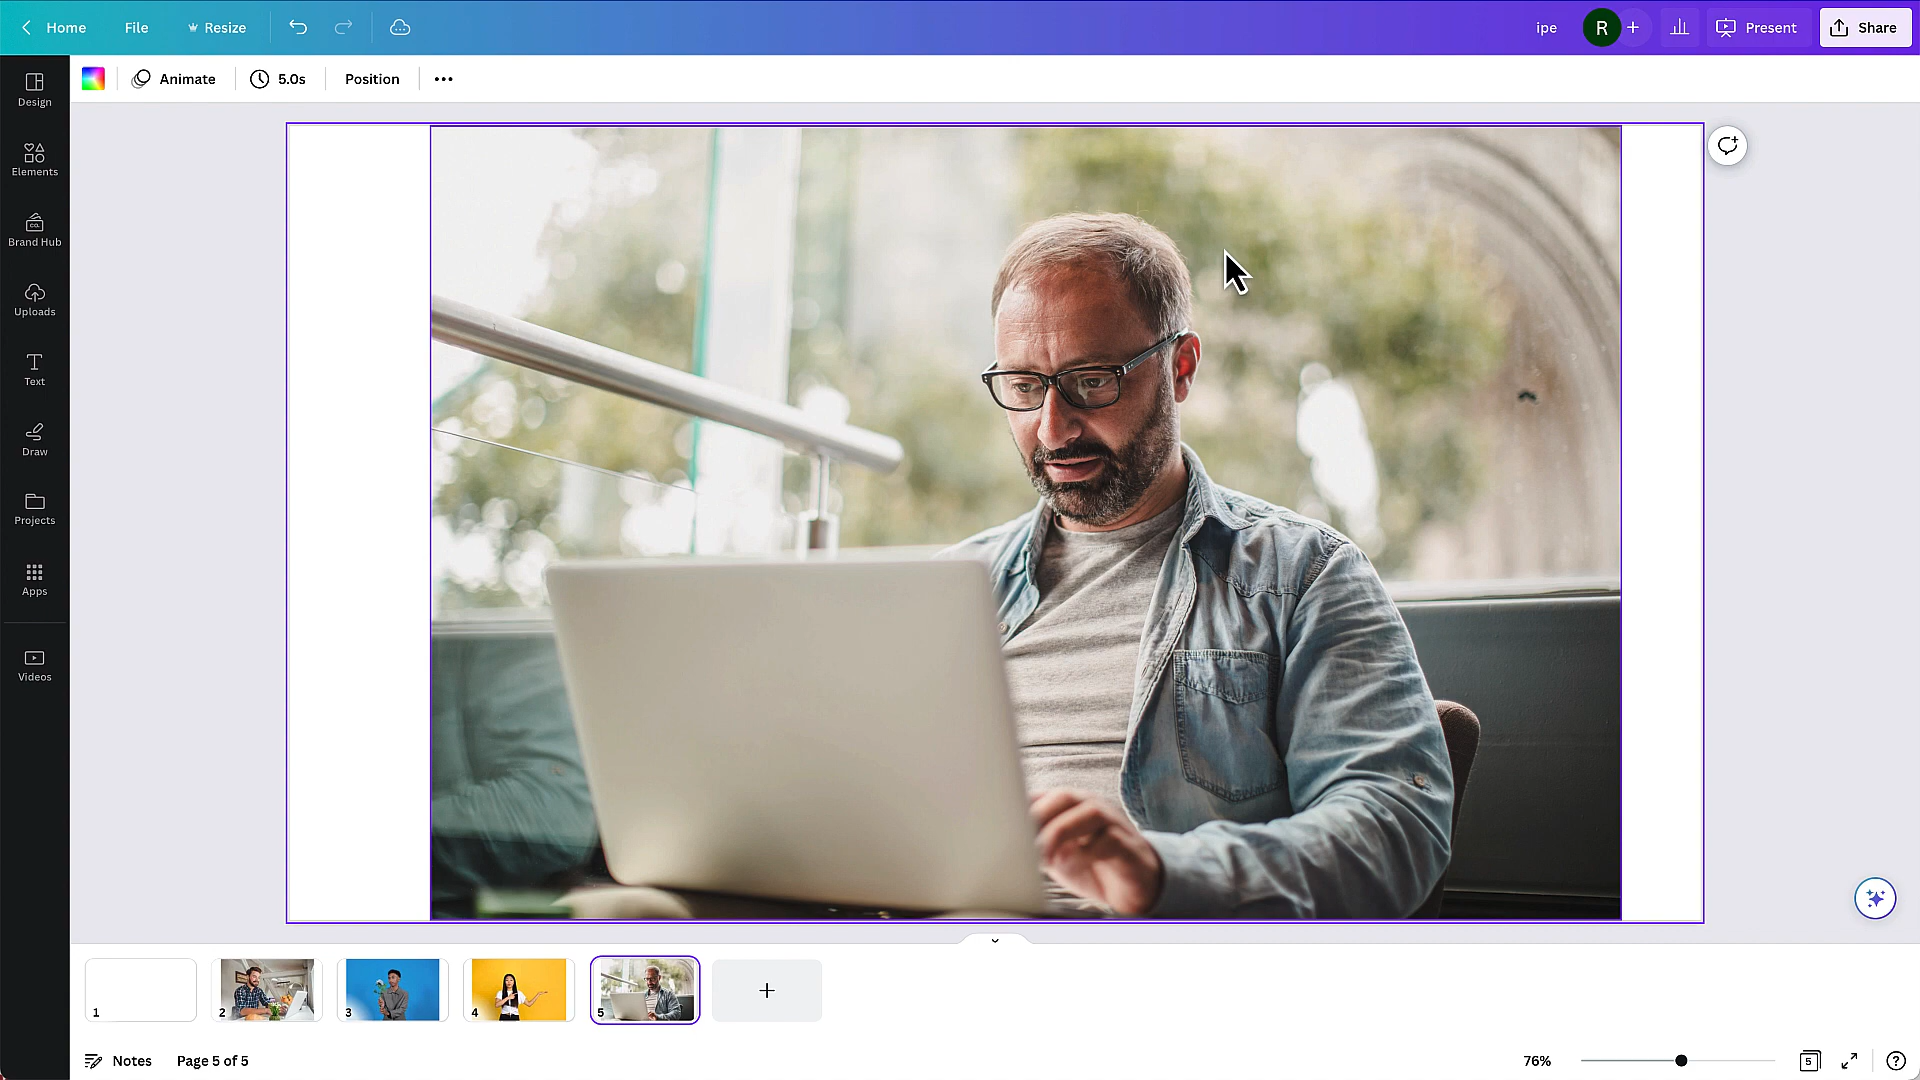 Home
File
Resize
ipe
R
Present
Share
Animate
5.0s
Position
Design
Elements
CO.
Brand Hub
Uploads
Text
Draw
Projects
Apps
Videos
1
2
3
4
5
Notes
Page 5 of 5
76%
5